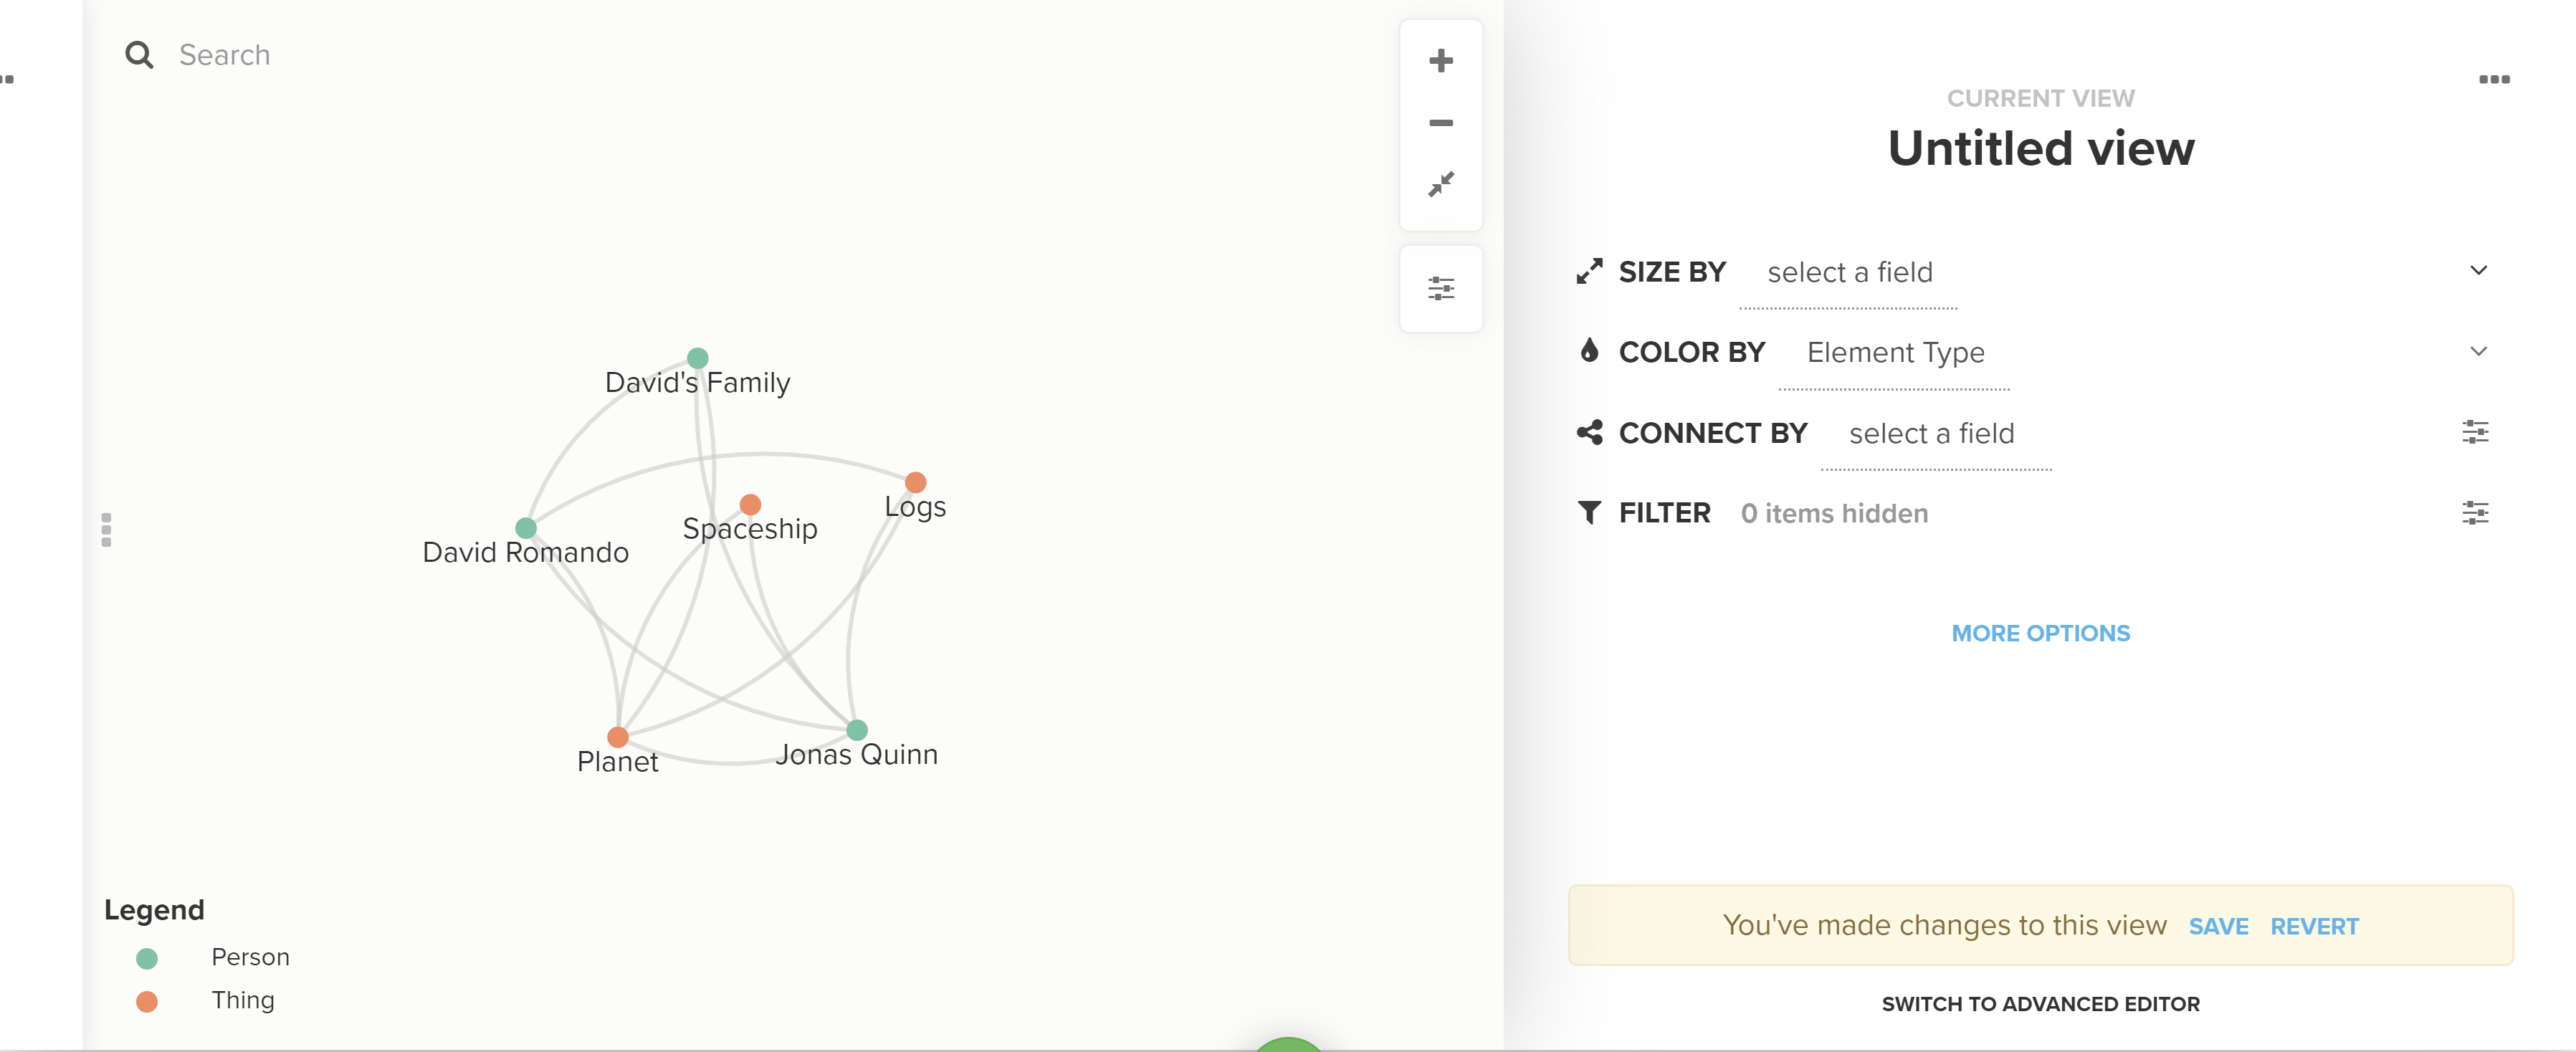 Search
David's Family
Logs
Spaceship
David Romando
Planet
Jonas Quinn
Legend
Person
Thing
CURRENT VIEW
Untitled view
SIZE BY select a field
COLOR BY Element Type
CONNECT BY select a field
FILTER 0 items hidden
MORE OPTIONS
You've made changes to this view SAVE REVERT
SWITCH TO ADVANCED EDITOR